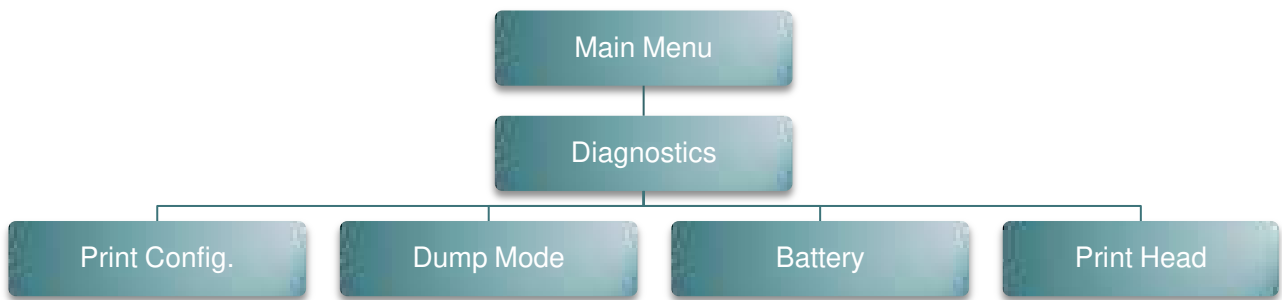 Main Menu
Diagnostics
Print Config.
Dump Mode
Battery
Print Head